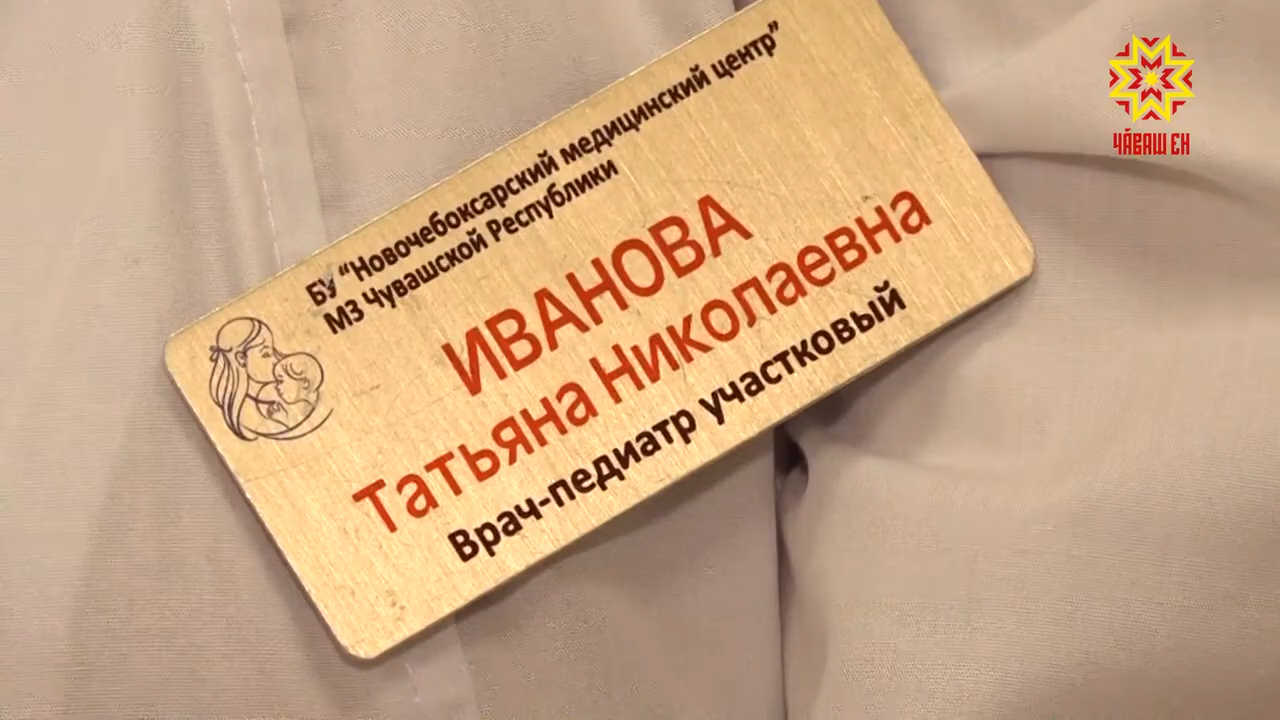 БУ “Новочебоксарский медицинский центр”
МЗ Чувашской Республики
ИВАНОВА
Татьяна Николаевна
Врач-педиатр участковый
ЧӐВАШ ЕН